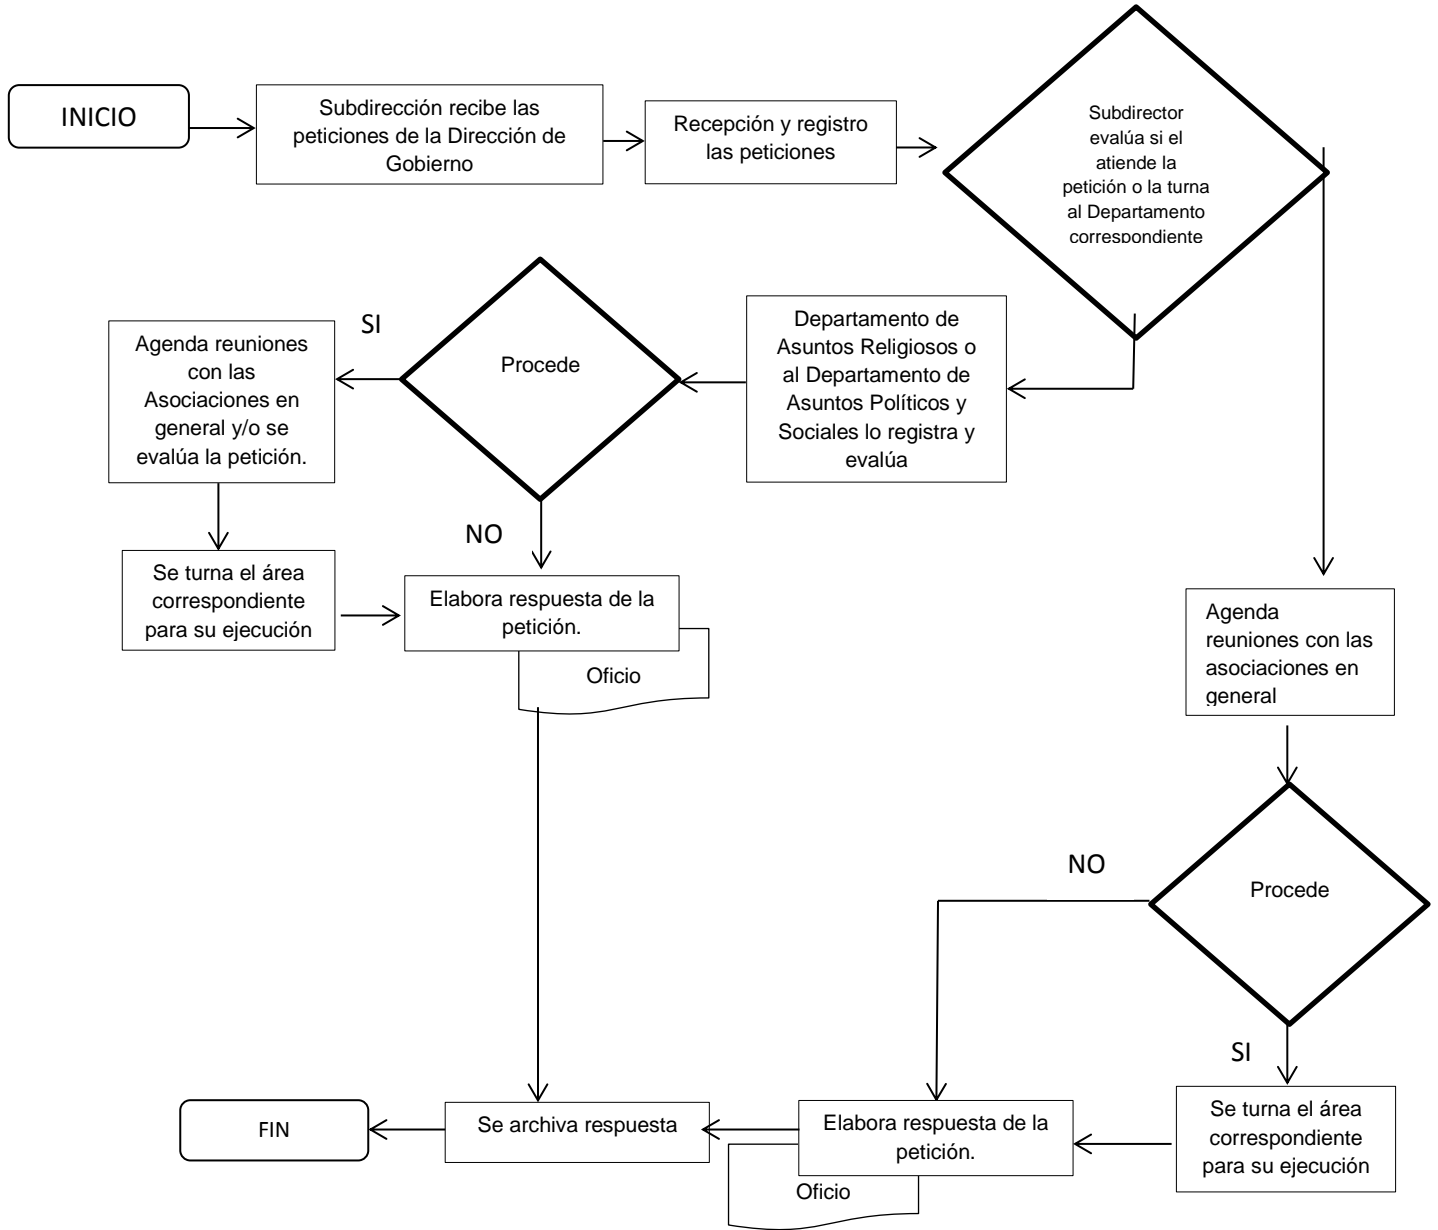 INICIO
Subdirección recibe las
peticiones de la Dirección de
Gobierno
Recepción y registro
las peticiones
Subdirector
evalúa si el
atiende la
petición o la turna
al Departamento
correspondiente
Departamento de
Asuntos Religiosos o
al Departamento de
Asuntos Políticos y
Sociales lo registra y
evalúa
Procede
SI
Agenda reuniones
con las
Asociaciones en
general y/o se
evalúa la petición.
NO
Se turna el área
correspondiente
para su ejecución
Elabora respuesta de la
petición.
Oficio
Agenda
reuniones con las
asociaciones en
general
Procede
NO
SI
Se turna el área
correspondiente
para su ejecución
Elabora respuesta de la
petición.
Oficio
Se archiva respuesta
FIN